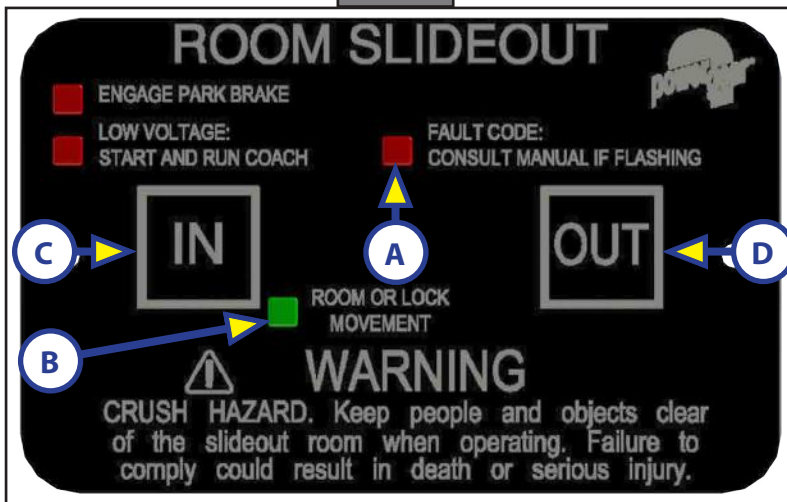 ROOM SLIDEOUT
power gear
ENGAGE PARK BRAKE
LOW VOLTAGE:
START AND RUN COACH
FAULT CODE:
CONSULT MANUAL IF FLASHING
C
IN
A
OUT
D
B
ROOM OR LOCK
MOVEMENT
WARNING
CRUSH HAZARD. Keep people and objects clear
of the slideout room when operating. Failure to
comply could result in death or serious injury.